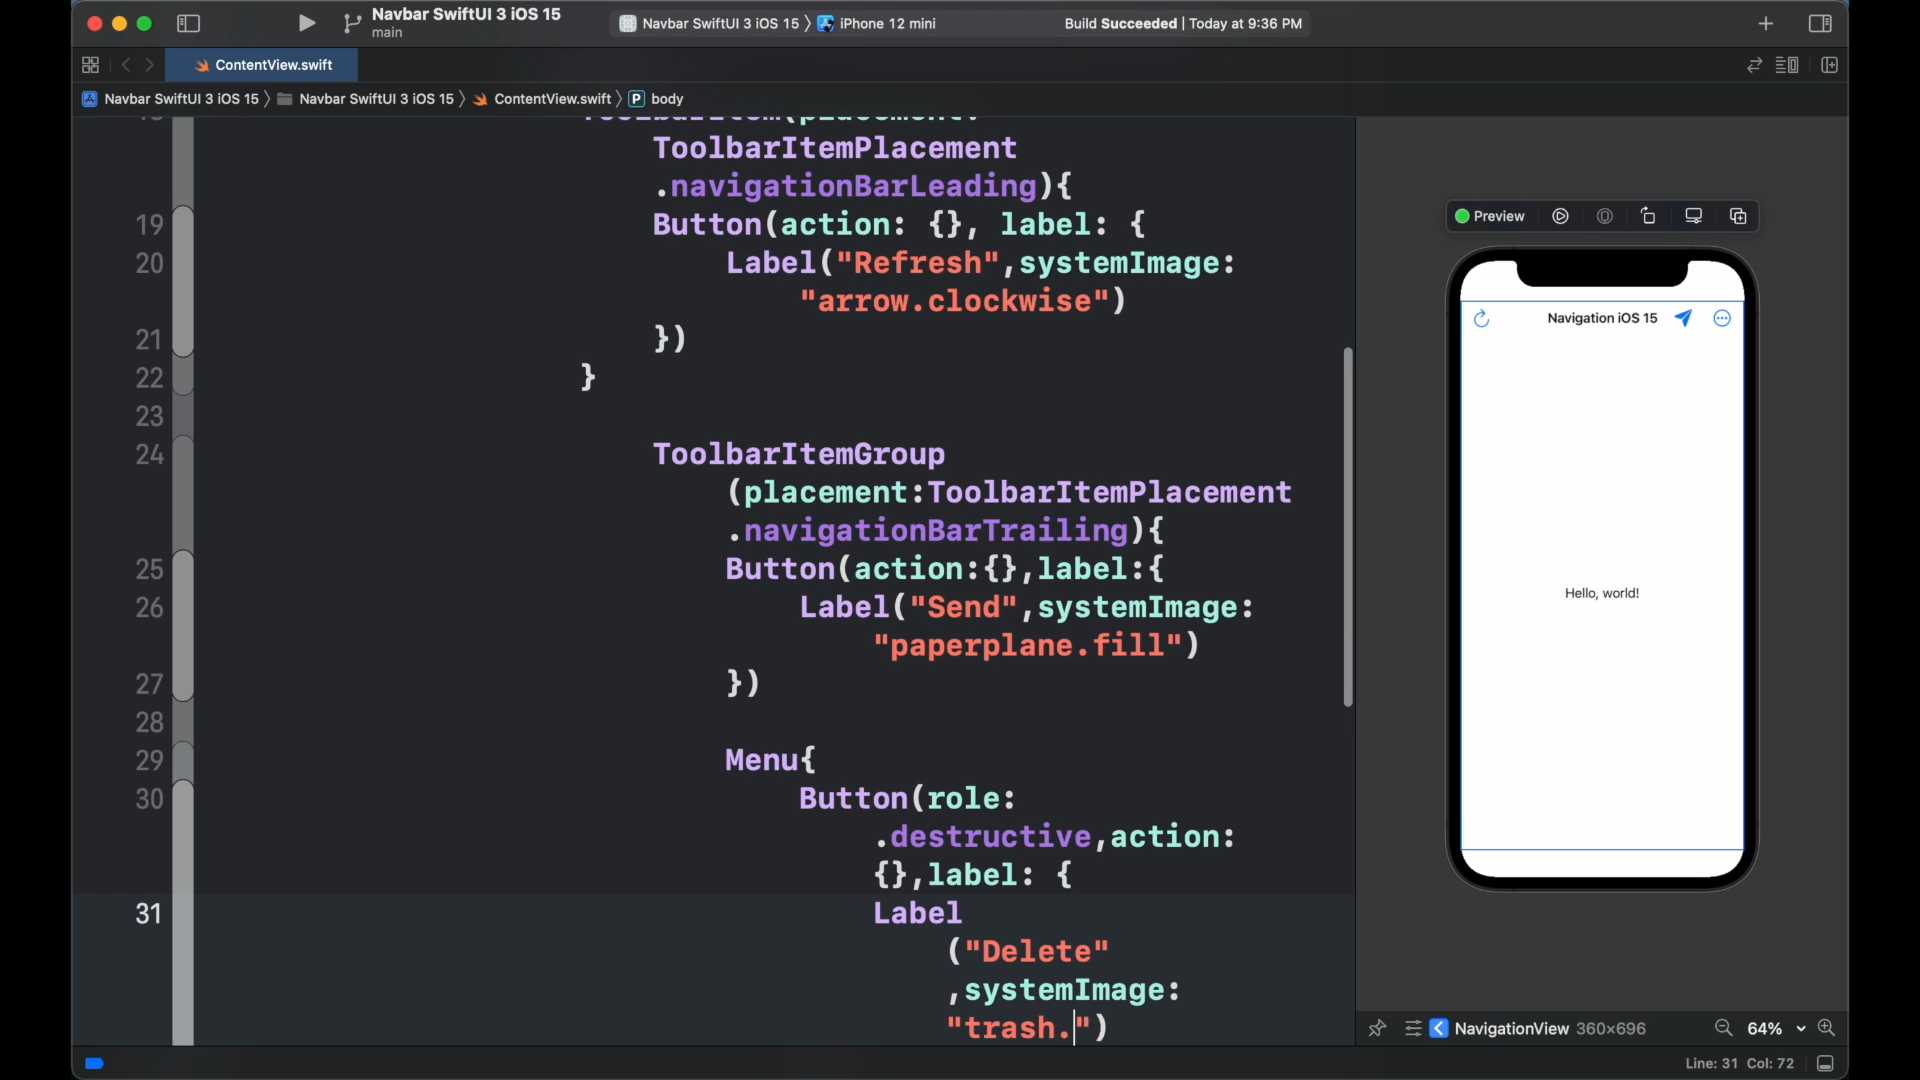 Navbar SwiftUI 3 iOS 15
main
Navbar SwiftUI 3 iOS 15 〉 iPhone 12 mini
Build Succeeded | Today at 9:36 PM
ContentView.swift
Navbar SwiftUI 3 iOS 15 〉 Navbar SwiftUI 3 iOS 15 〉 ContentView.swift 〉 P body
18 ToolbarItem(placement:
ToolbarItemPlacement
.navigationBarLeading){
19 Button(action: {}, label: {
20 Label("Refresh",systemImage:
"arrow.clockwise")
21 })
22 }
23
24 ToolbarItemGroup
(placement:ToolbarItemPlacement
.navigationBarTrailing){
25 Button(action:{},label:{
26 Label("Send",systemImage:
"paperplane.fill")
27 })
28
29 Menu{
30 Button(role:
.destructive,action:
{},label: {
31 Label
("Delete"
,systemImage:
"trash.")
Preview
Navigation iOS 15
Hello, world!
NavigationView 360×696
64%
Line: 31 Col: 72